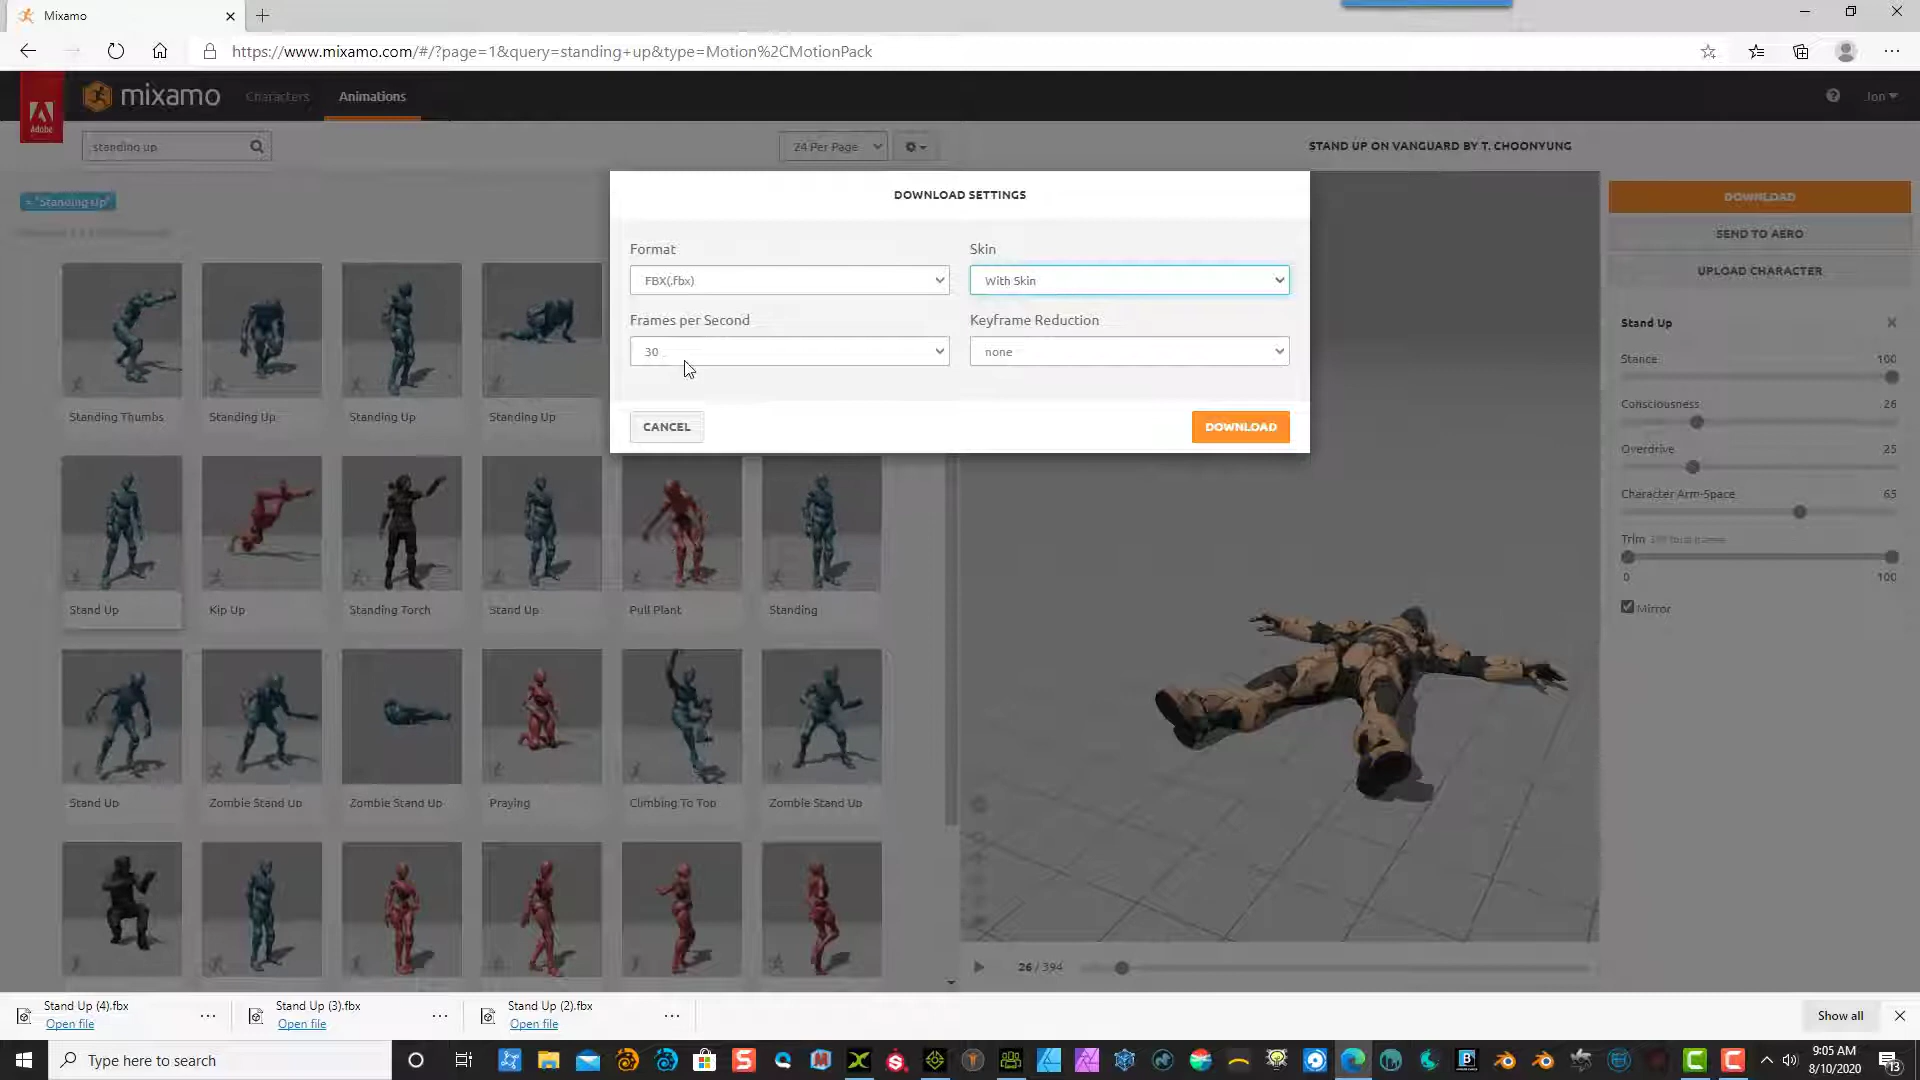 Mixamo
https://www.mixamo.com/#/?page=1&query=standing+up&type=Motion%2CMotionPack
Adobe
mixamo
Characters
Animations
Jon
standing up
24 Per Page
STAND UP ON VANGUARD BY T. CHOONYUNG
× "Standing Up"
DOWNLOAD SETTINGS
Format
Skin
FBX(.fbx)
With Skin
Frames per Second
Keyframe Reduction
30
none
CANCEL
DOWNLOAD
DOWNLOAD
SEND TO AERO
UPLOAD CHARACTER
Stand Up
Stance 100
Consciousness 26
Overdrive 25
Character Arm-Space 65
Trim
0 100
Mirror
Standing Thumbs
Standing Up
Standing Up
Standing Up
Stand Up
Kip Up
Standing Torch
Stand Up
Pull Plant
Standing
Stand Up
Zombie Stand Up
Zombie Stand Up
Praying
Climbing To Top
Zombie Stand Up
26 / 394
Stand Up (4).fbx
Open file
Stand Up (3).fbx
Open file
Stand Up (2).fbx
Open file
Show all
Type here to search
9:05 AM
8/10/2020
13